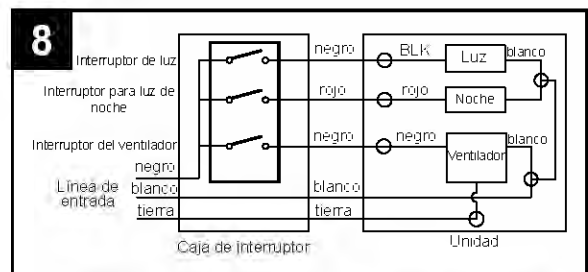 8
Interruptor de luz
negro
BLK
Luz
blanco
Interruptor para luz de
noche
rojo
rojo
Noche
Interruptor del ventilador
negro
negro
Ventilador
blanco
negro
Línea de
entrada
blanco
blanco
tierra
tierra
Caja de interruptor
Unidad